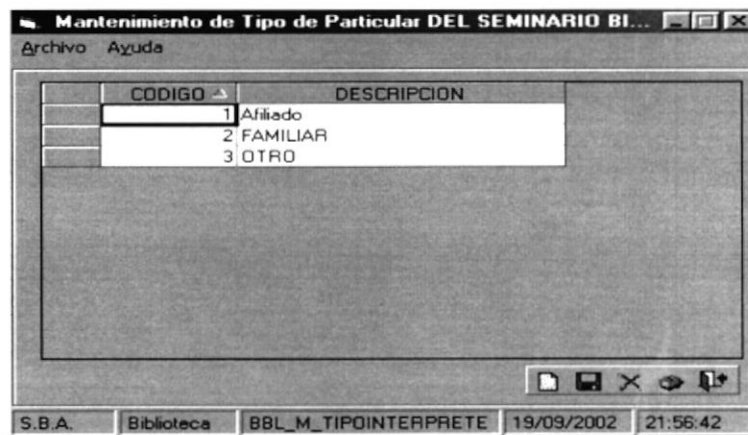 Mantenimiento de Tipo de Particular DEL SEMINARIO BI...
Archivo Ayuda
CODIGO DESCRIPCION
1 Afiliado
2 FAMILIAR
3 OTRO
S.B.A. Biblioteca BBL_M_TIPOINTERPRETE 19/09/2002 21:56:42